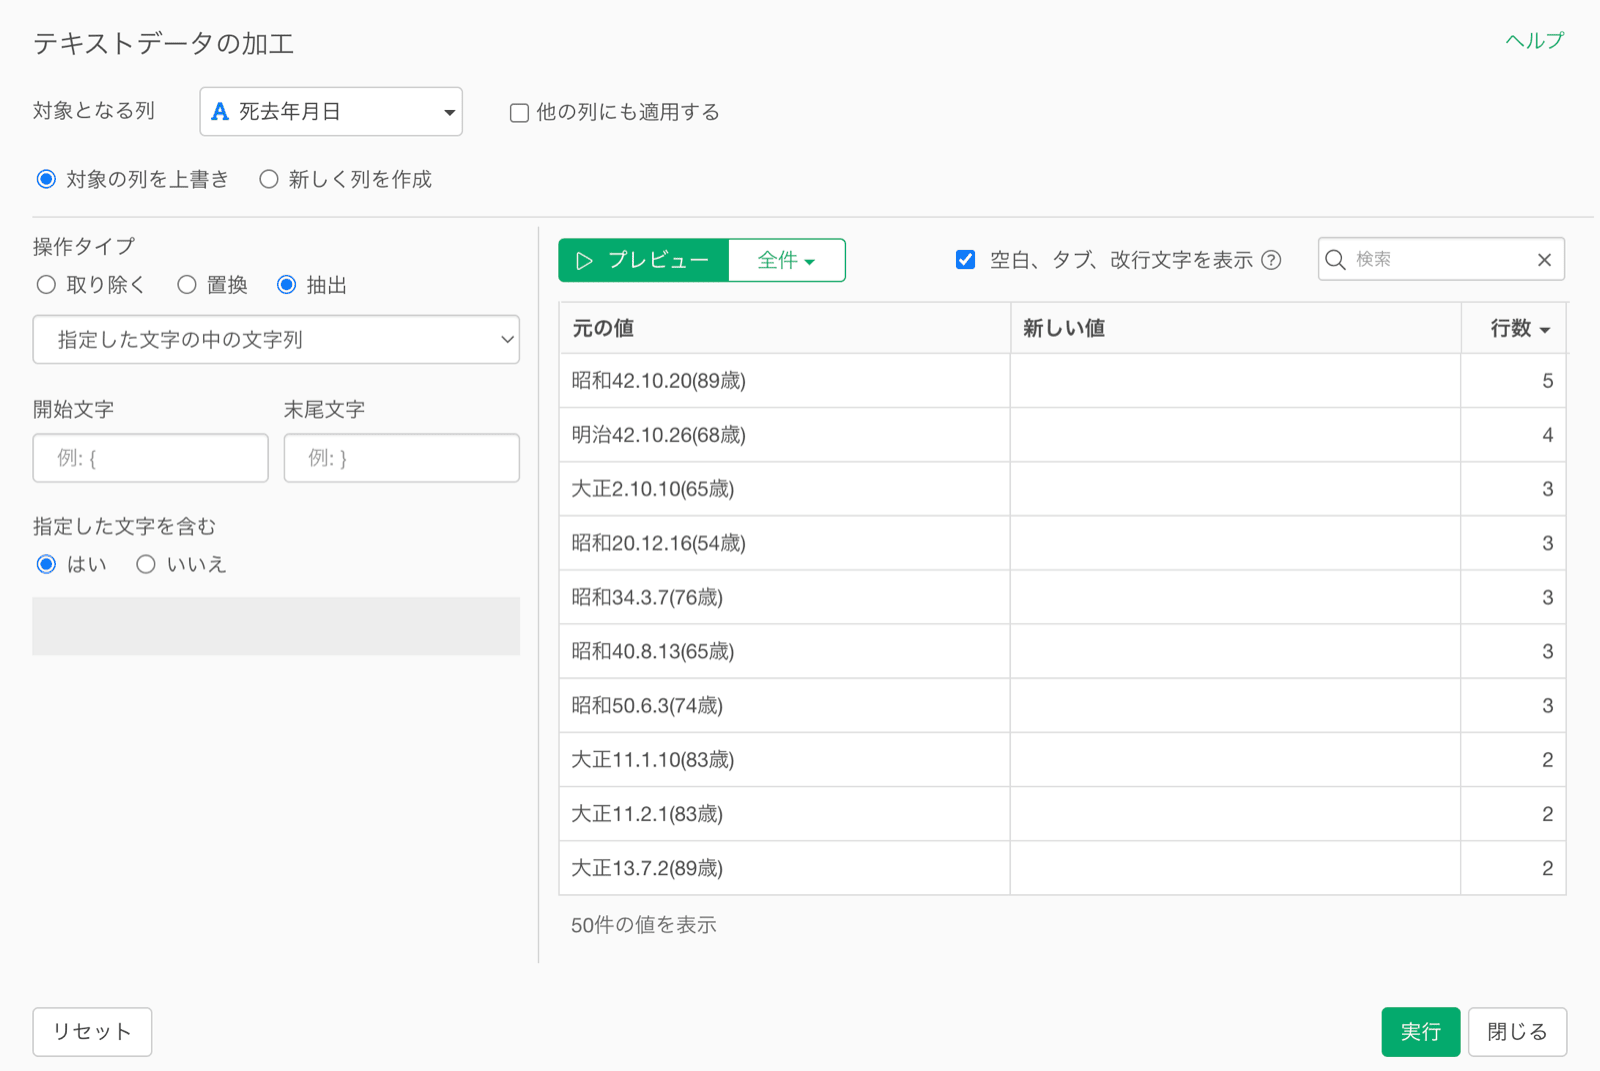 テキストデータの加工
ヘルプ
対象となる列
A 死去年月日
他の列にも適用する
対象の列を上書き
新しく列を作成
操作タイプ
取り除く
置換
抽出
指定した文字の中の文字列
開始文字
末尾文字
例: {
例: }
指定した文字を含む
はい
いいえ
プレビュー
全件
空白、タブ、改行文字を表示 ?
検索
元の値 新しい値 行数
昭和42.10.20(89歳) 5
明治42.10.26(68歳) 4
大正2.10.10(65歳) 3
昭和20.12.16(54歳) 3
昭和34.3.7(76歳) 3
昭和40.8.13(65歳) 3
昭和50.6.3(74歳) 3
大正11.1.10(83歳) 2
大正11.2.1(83歳) 2
大正13.7.2(89歳) 2
50件の値を表示
リセット
実行
閉じる